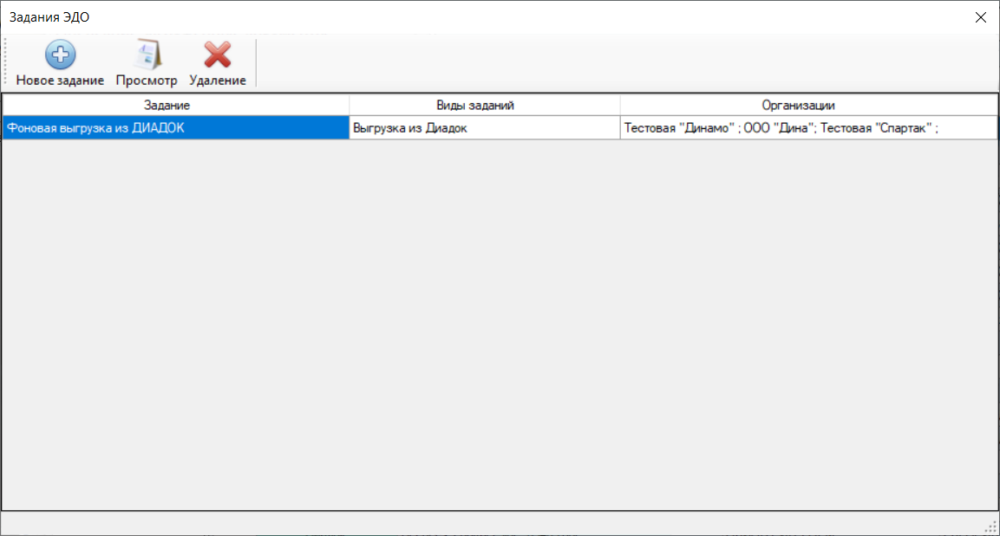 Задания ЭДО
Новое задание Просмотр Удаление
Задание Виды заданий Организации
Фоновая выгрузка из ДИАДОК Выгрузка из Диадок Тестовая "Динамо" ; ООО "Дина"; Тестовая "Спартак" ;